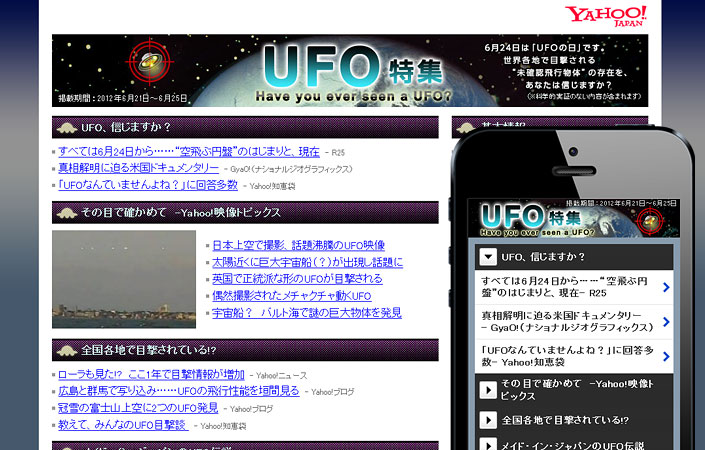 YAHOO!
JAPAN
UFO特集
Have you ever seen a UFO?
掲載期間：2012年6月21日～6月25日
6月24日は「UFOの日」です。
世界各地で目撃される
“未確認飛行物体”の存在を、
あなたは信じますか？
(※科学的実証のない内容が含まれます)
UFO、信じますか？
すべては6月24日から……“空飛ぶ円盤”のはじまりと、現在 - R25
真相解明に迫る米国ドキュメンタリー - GyaO!（ナショナルジオグラフィックス）
「UFOなんていませんよね？」に回答多数 - Yahoo!知恵袋
その目で確かめて －Yahoo!映像トピックス
日本上空で撮影、話題沸騰のUFO映像
太陽近くに巨大宇宙船（？）が出現し話題に
英国で正統派な形のUFOが目撃される
偶然撮影されたメチャクチャ動くUFO
宇宙船？ バルト海で謎の巨大物体を発見
全国各地で目撃されている!?
ローラも見た!? ここ1年で目撃情報が増加 - Yahoo!ニュース
広島と群馬で写り込み……UFOの飛行性能を垣間見る - Yahoo!ブログ
冠雪の富士山上空に2つのUFO発見 - Yahoo!ブログ
教えて、みんなのUFO目撃談 - Yahoo!知恵袋
基本情報
掲載期間：2012年6月21日～6月25日
UFO特集
Have you ever seen a UFO?
UFO、信じますか？
すべては6月24日から……“空飛ぶ円
盤”のはじまりと、現在－ R25
真相解明に迫る米国ドキュメンタリー
－ GyaO!（ナショナルジオグラフィックス）
「UFOなんていませんよね？」に回答多
数－ Yahoo!知恵袋
その目で確かめて －Yahoo!映像ト
ピックス
全国各地で目撃されている!?
メイド・イン・ジャパンのUFO伝説